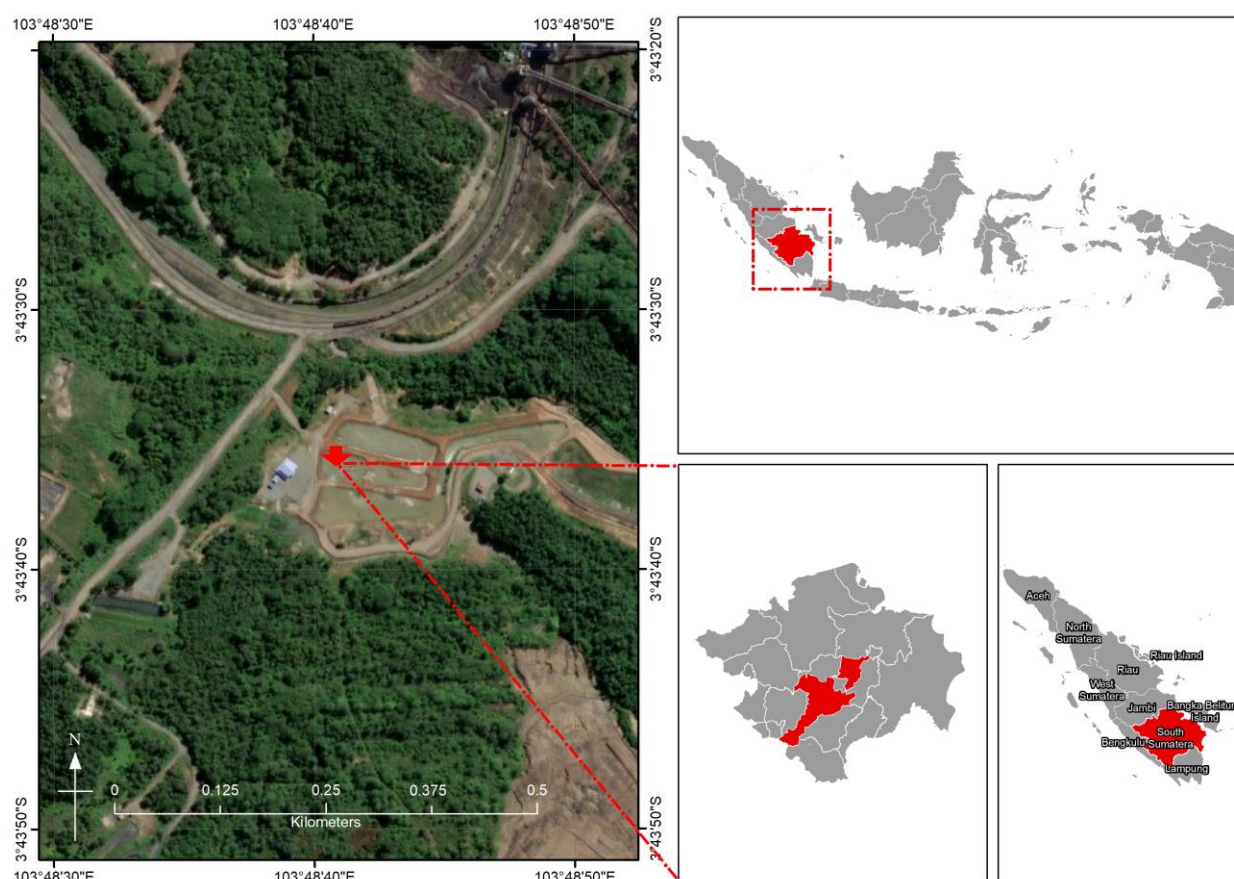 103°48'30"E
103°48'40"E
103°48'50"E
3°43'20"S
3°43'30"S
3°43'30"S
3°43'40"S
3°43'40"S
3°43'50"S
3°43'50"S
N
0
0.125
0.25
0.375
0.5
Kilometers
103°48'30"E
103°48'40"E
103°48'50"E
Aceh
North
Sumatera
Riau Island
Riau
West
Sumatera
Jambi
Bangka Belitung
Island
South
Sumatera
Bengkulu
Lampung